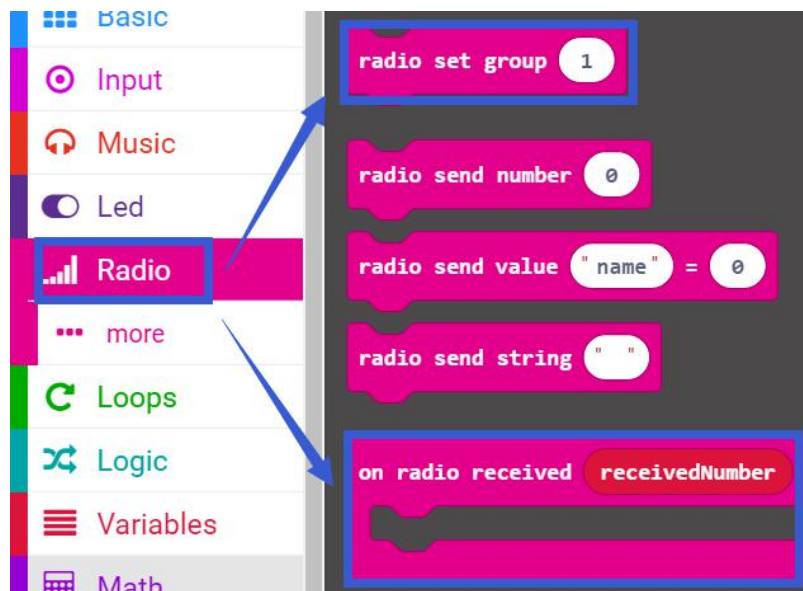 Basic
Input
Music
Led
Radio
more
Loops
Logic
Variables
Math
radio set group 1
radio send number 0
radio send value "name" = 0
radio send string " "
on radio received receivedNumber